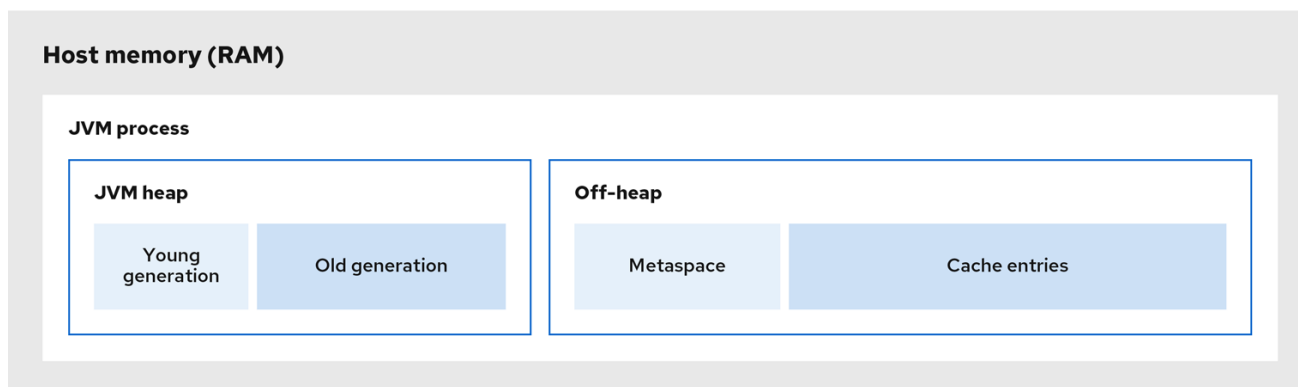 Host memory (RAM)
JVM process
JVM heap
Young
generation
Old generation
Off-heap
Metaspace
Cache entries